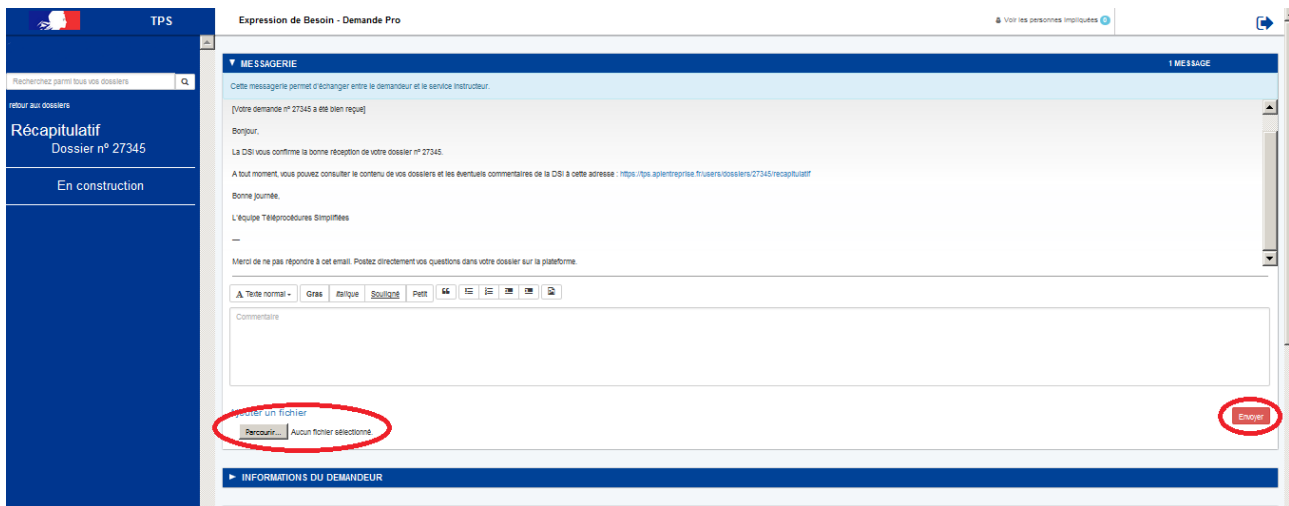 TPS
Expression de Besoin - Demande Pro
Voir les personnes impliquées 0
Recherchez parmi tous vos dossiers
retour aux dossiers
Récapitulatif
Dossier nº 27345
En construction
MESSAGERIE
1 MESSAGE
Cette messagerie permet d'échanger entre le demandeur et le service instructeur.
[Votre demande nº 27345 a été bien reçue]
Bonjour,
La DSI vous confirme la bonne réception de votre dossier nº 27345.
A tout moment, vous pouvez consulter le contenu de vos dossiers et les éventuels commentaires de la DSI à cette adresse : https://tps.apientreprise.fr/users/dossiers/27345/recapitulatif
Bonne journée,
L'équipe Téléprocédures Simplifiées
—
Merci de ne pas répondre à cet email. Postez directement vos questions dans votre dossier sur la plateforme.
A Texte normal Gras Italique Souligné Petit
Commentaire
Ajouter un fichier
Parcourir... Aucun fichier sélectionné.
Envoyer
INFORMATIONS DU DEMANDEUR